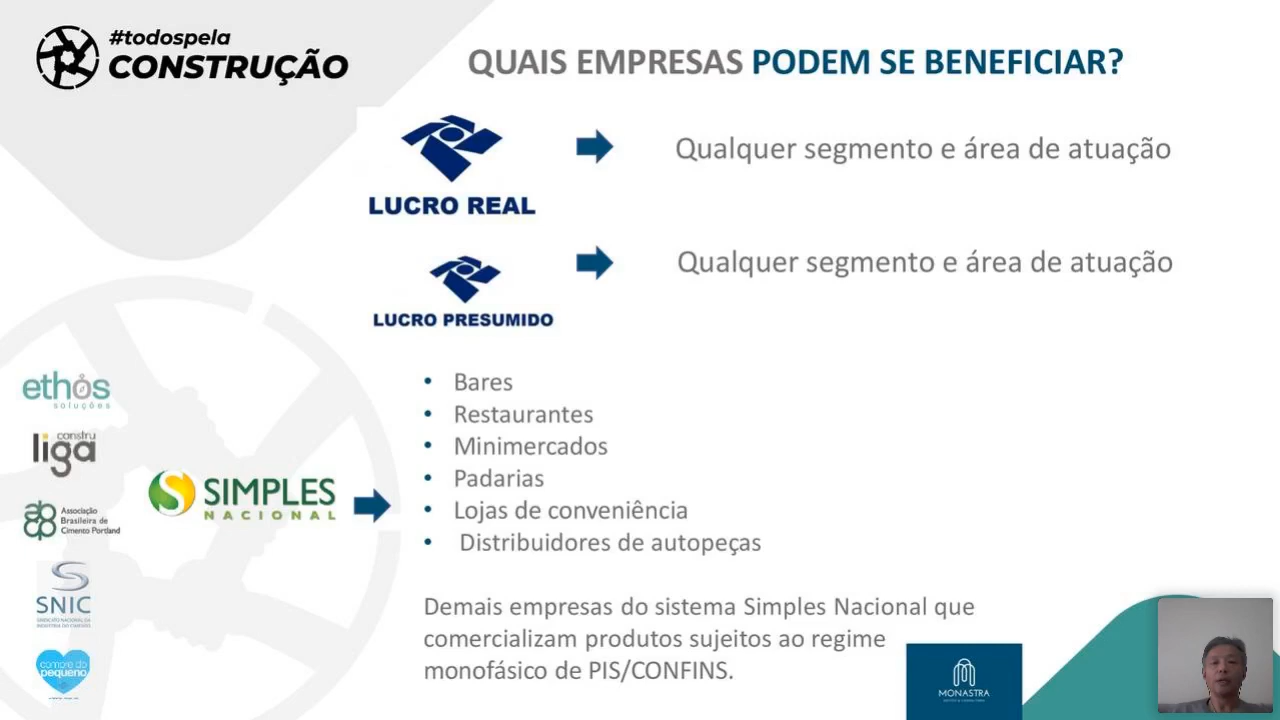 #todospela
CONSTRUÇÃO
QUAIS EMPRESAS PODEM SE BENEFICIAR?
LUCRO REAL
Qualquer segmento e área de atuação
LUCRO PRESUMIDO
Qualquer segmento e área de atuação
• Bares
• Restaurantes
• Minimercados
• Padarias
• Lojas de conveniência
• Distribuidores de autopeças
SIMPLES
NACIONAL
Demais empresas do sistema Simples Nacional que
comercializam produtos sujeitos ao regime
monofásico de PIS/CONFINS.
ethos
soluções
constru
liga
Associação
Brasileira de
Cimento Portland
SNIC
compre do
pequeno
MONASTRA